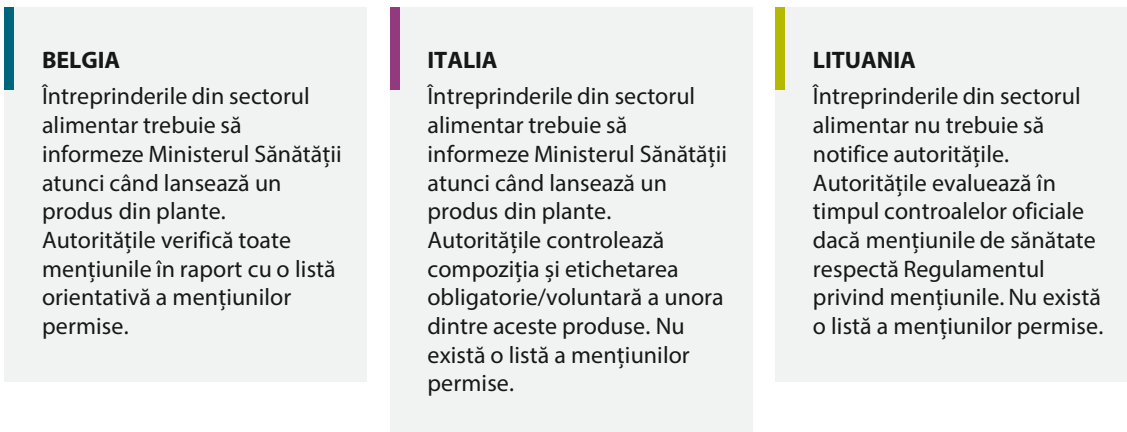 BELGIA
Întreprinderile din sectorul
alimentar trebuie să
informeze Ministerul Sănătății
atunci când lansează un
produs din plante.
Autoritățile verifică toate
mențiunile în raport cu o listă
orientativă a mențiunilor
permise.
ITALIA
Întreprinderile din sectorul
alimentar trebuie să
informeze Ministerul Sănătății
atunci când lansează un
produs din plante.
Autoritățile controlează
compoziția și etichetarea
obligatorie/voluntară a unora
dintre aceste produse. Nu
există o listă a mențiunilor
permise.
LITUANIA
Întreprinderile din sectorul
alimentar nu trebuie să
notifice autoritățile.
Autoritățile evaluează în
timpul controalelor oficiale
dacă mențiunile de sănătate
respectă Regulamentul
privind mențiunile. Nu există
o listă a mențiunilor permise.